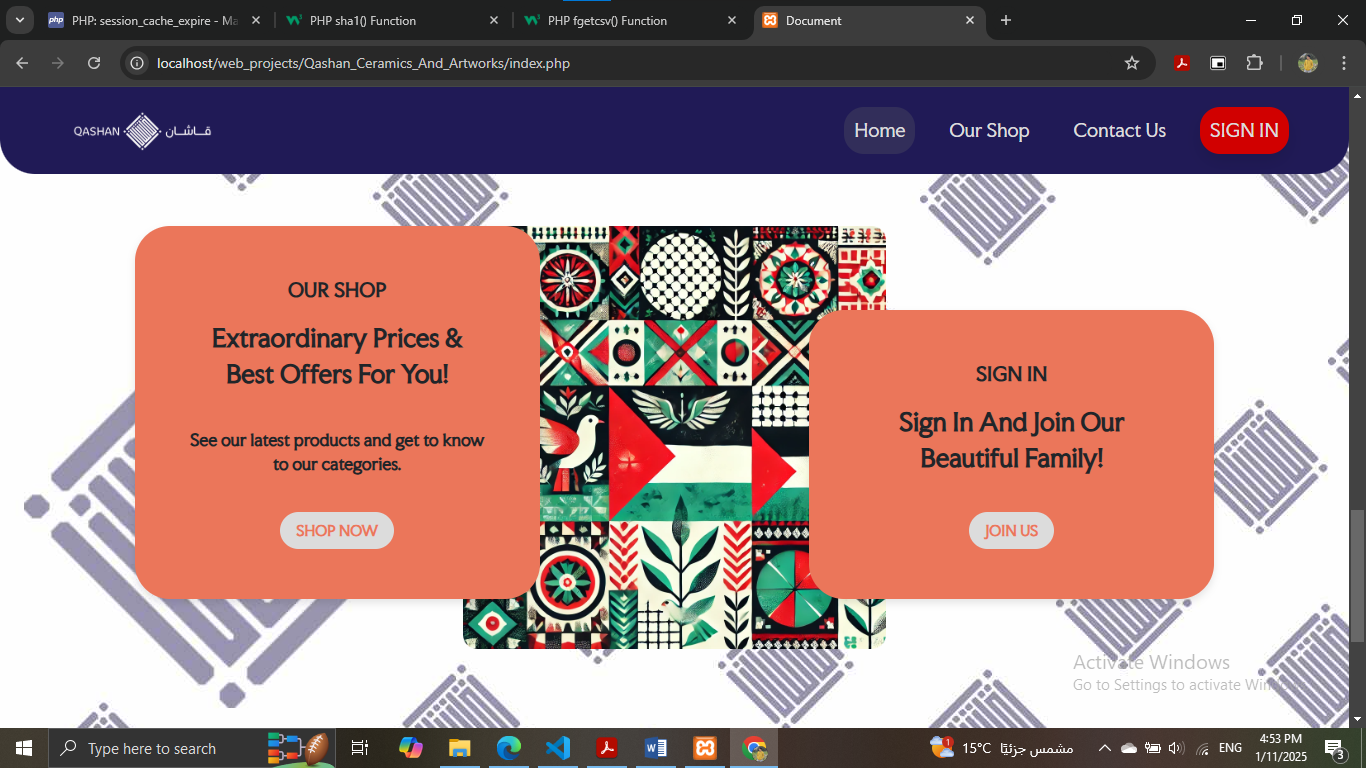 PHP: session_cache_expire - Ma
PHP sha1() Function
PHP fgetcsv() Function
Document
localhost/web_projects/Qashan_Ceramics_And_Artworks/index.php
QASHAN قــاشــان
Home
Our Shop
Contact Us
SIGN IN
OUR SHOP
Extraordinary Prices &
Best Offers For You!
See our latest products and get to know
to our categories.
SHOP NOW
SIGN IN
Sign In And Join Our
Beautiful Family!
JOIN US
Activate Windows
Go to Settings to activate Windows.
Type here to search
15°C مشمس جزئيًا
ENG
4:53 PM
1/11/2025
3